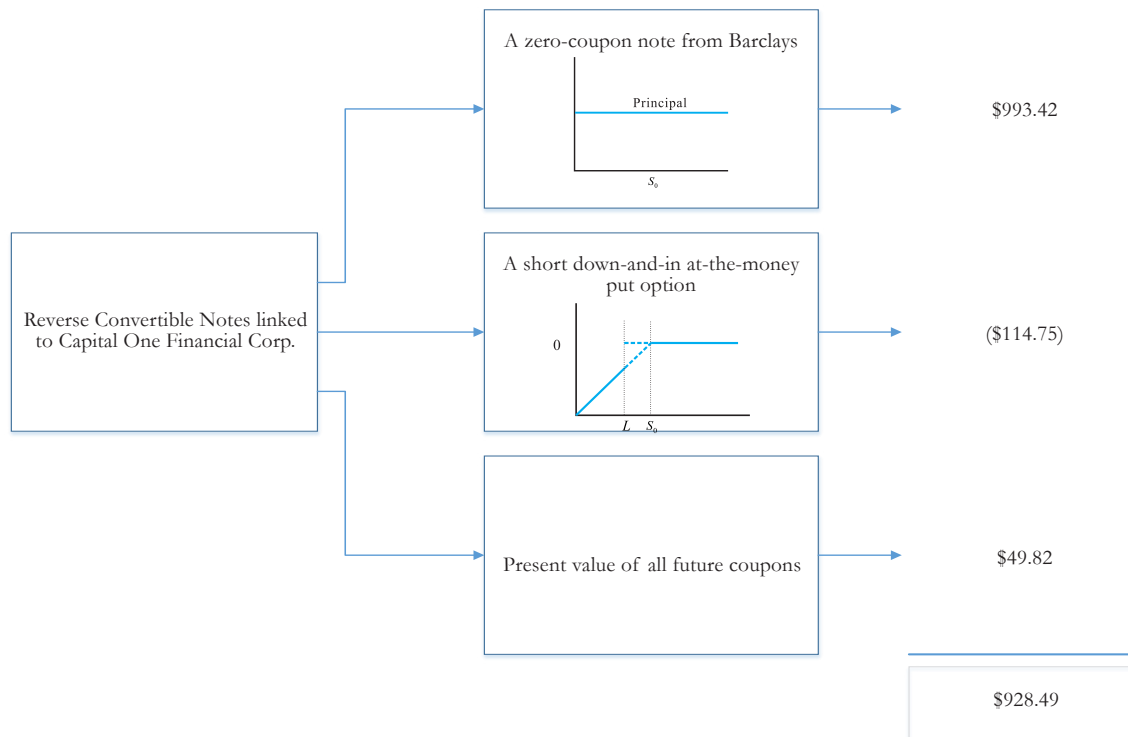 A zero-coupon note from Barclays
Principal
S₀
$993.42
Reverse Convertible Notes linked
to Capital One Financial Corp.
A short down-and-in at-the-money
put option
0
L S₀
($114.75)
Present value of all future coupons
$49.82
$928.49